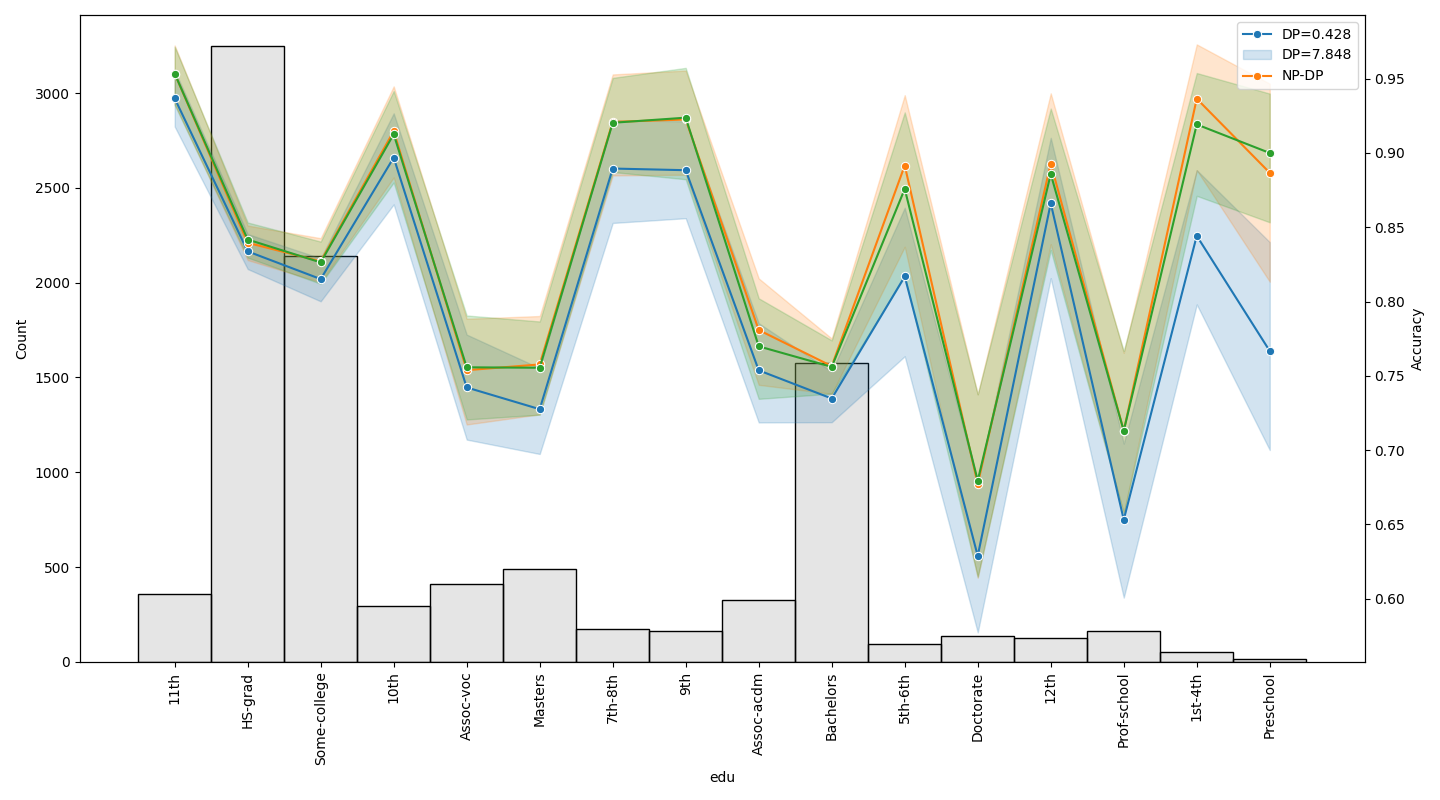 DP=0.428
DP=7.848
NP-DP
3000
2500
2000
1500
1000
500
0
Count
0.95
0.90
0.85
0.80
0.75
0.70
0.65
0.60
Accuracy
11th
HS-grad
Some-college
10th
Assoc-voc
Masters
7th-8th
9th
Assoc-acdm
Bachelors
5th-6th
Doctorate
12th
Prof-school
1st-4th
Preschool
edu